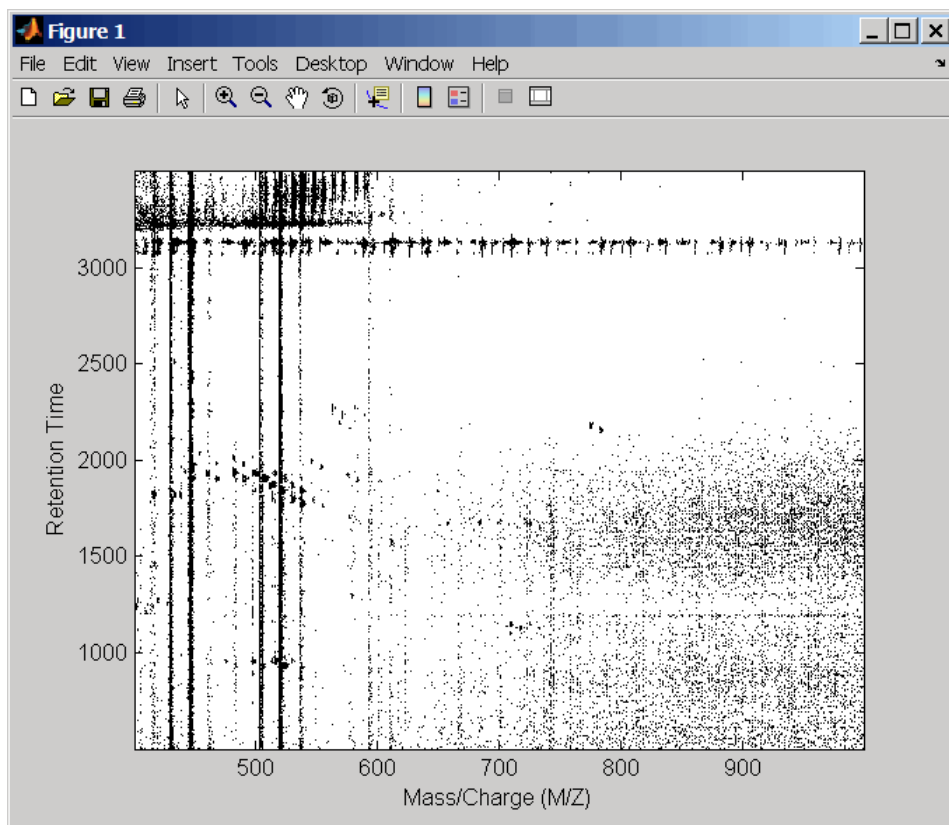 Figure 1
File Edit View Insert Tools Desktop Window Help
3000
2500
2000
1500
1000
Retention Time
500 600 700 800 900
Mass/Charge (M/Z)